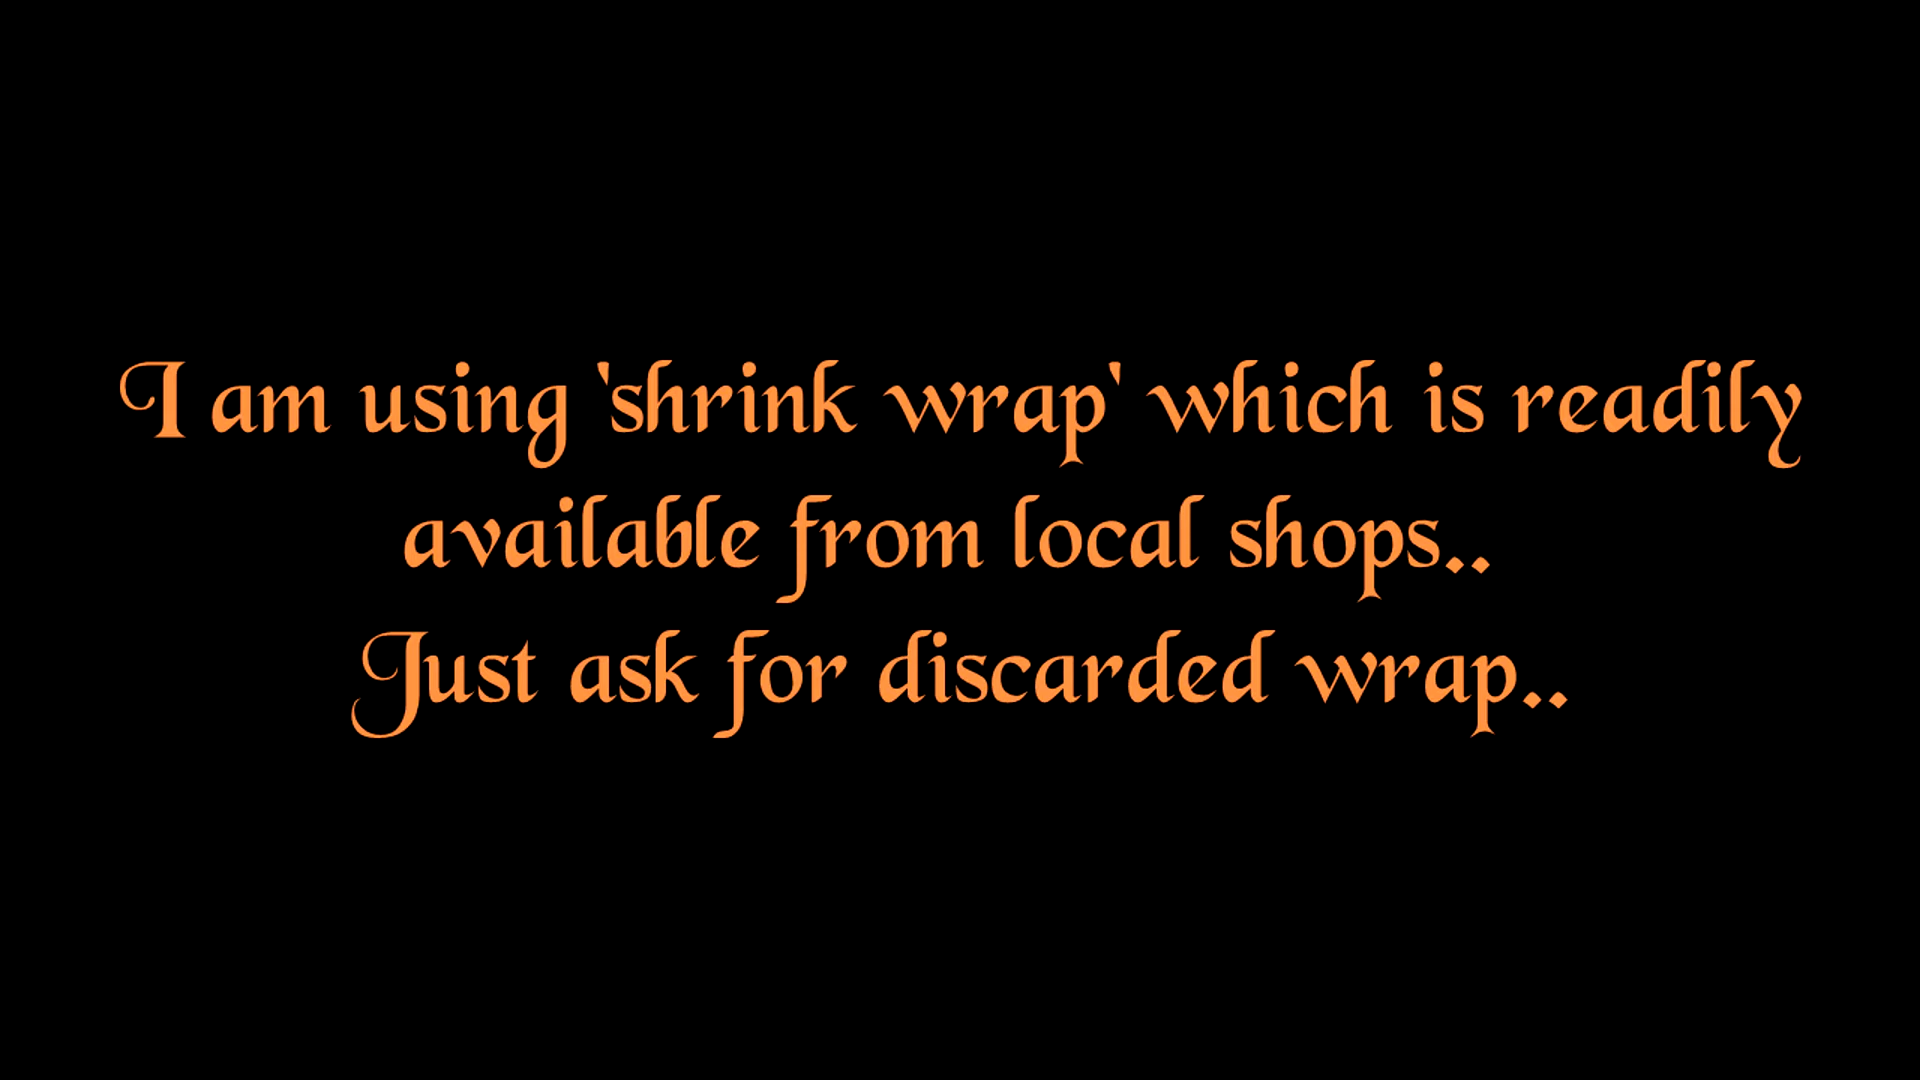 I am using 'shrink wrap' which is readily
available from local shops..
Just ask for discarded wrap..